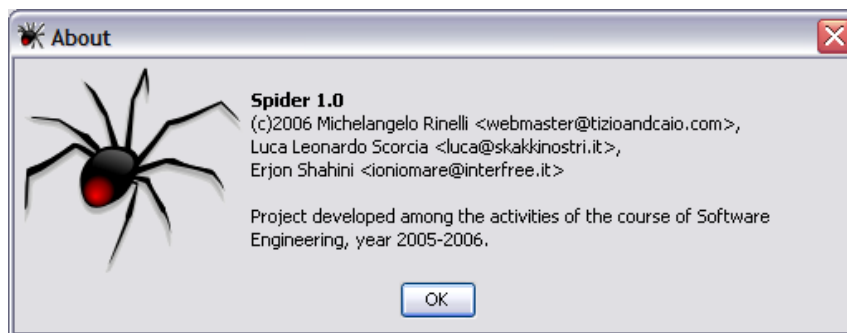 About
Spider 1.0
(c)2006 Michelangelo Rinelli <webmaster@tizioandcaio.com>,
Luca Leonardo Scorcia <luca@skakkinostri.it>,
Erjon Shahini <ioniomare@interfree.it>
Project developed among the activities of the course of Software
Engineering, year 2005-2006.
OK